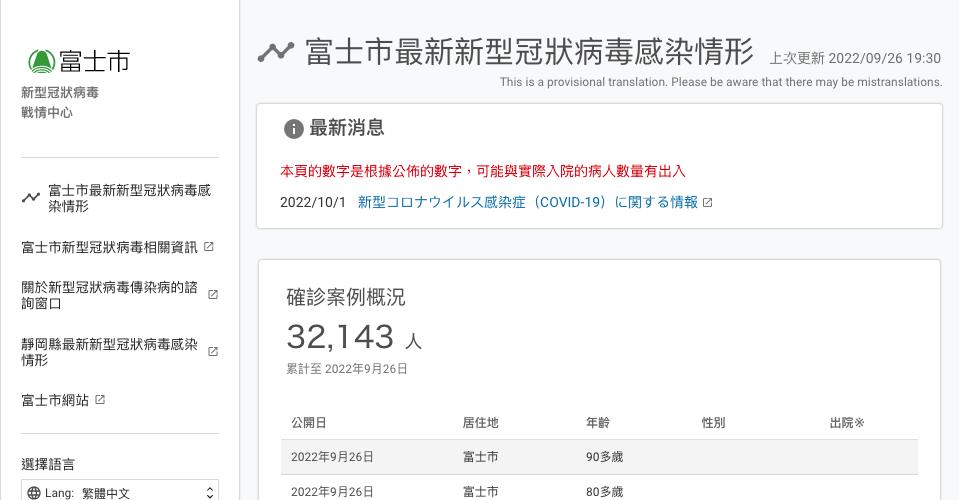 富士市
新型冠狀病毒
戰情中心
富士市最新新型冠狀病毒感
染情形
富士市新型冠狀病毒相關資訊
關於新型冠狀病毒傳染病的諮
詢窗口
靜岡縣最新新型冠狀病毒感染
情形
富士市網站
選擇語言
Lang: 繁體中文
富士市最新新型冠狀病毒感染情形 上次更新 2022/09/26 19:30
This is a provisional translation. Please be aware that there may be mistranslations.
最新消息
本頁的數字是根據公佈的數字，可能與實際入院的病人數量有出入
2022/10/1 新型コロナウイルス感染症（COVID-19）に関する情報
確診案例概況
32,143 人
累計至 2022年9月26日
公開日 居住地 年齡 性別 出院※
2022年9月26日 富士市 90多歲
2022年9月26日 富士市 80多歲